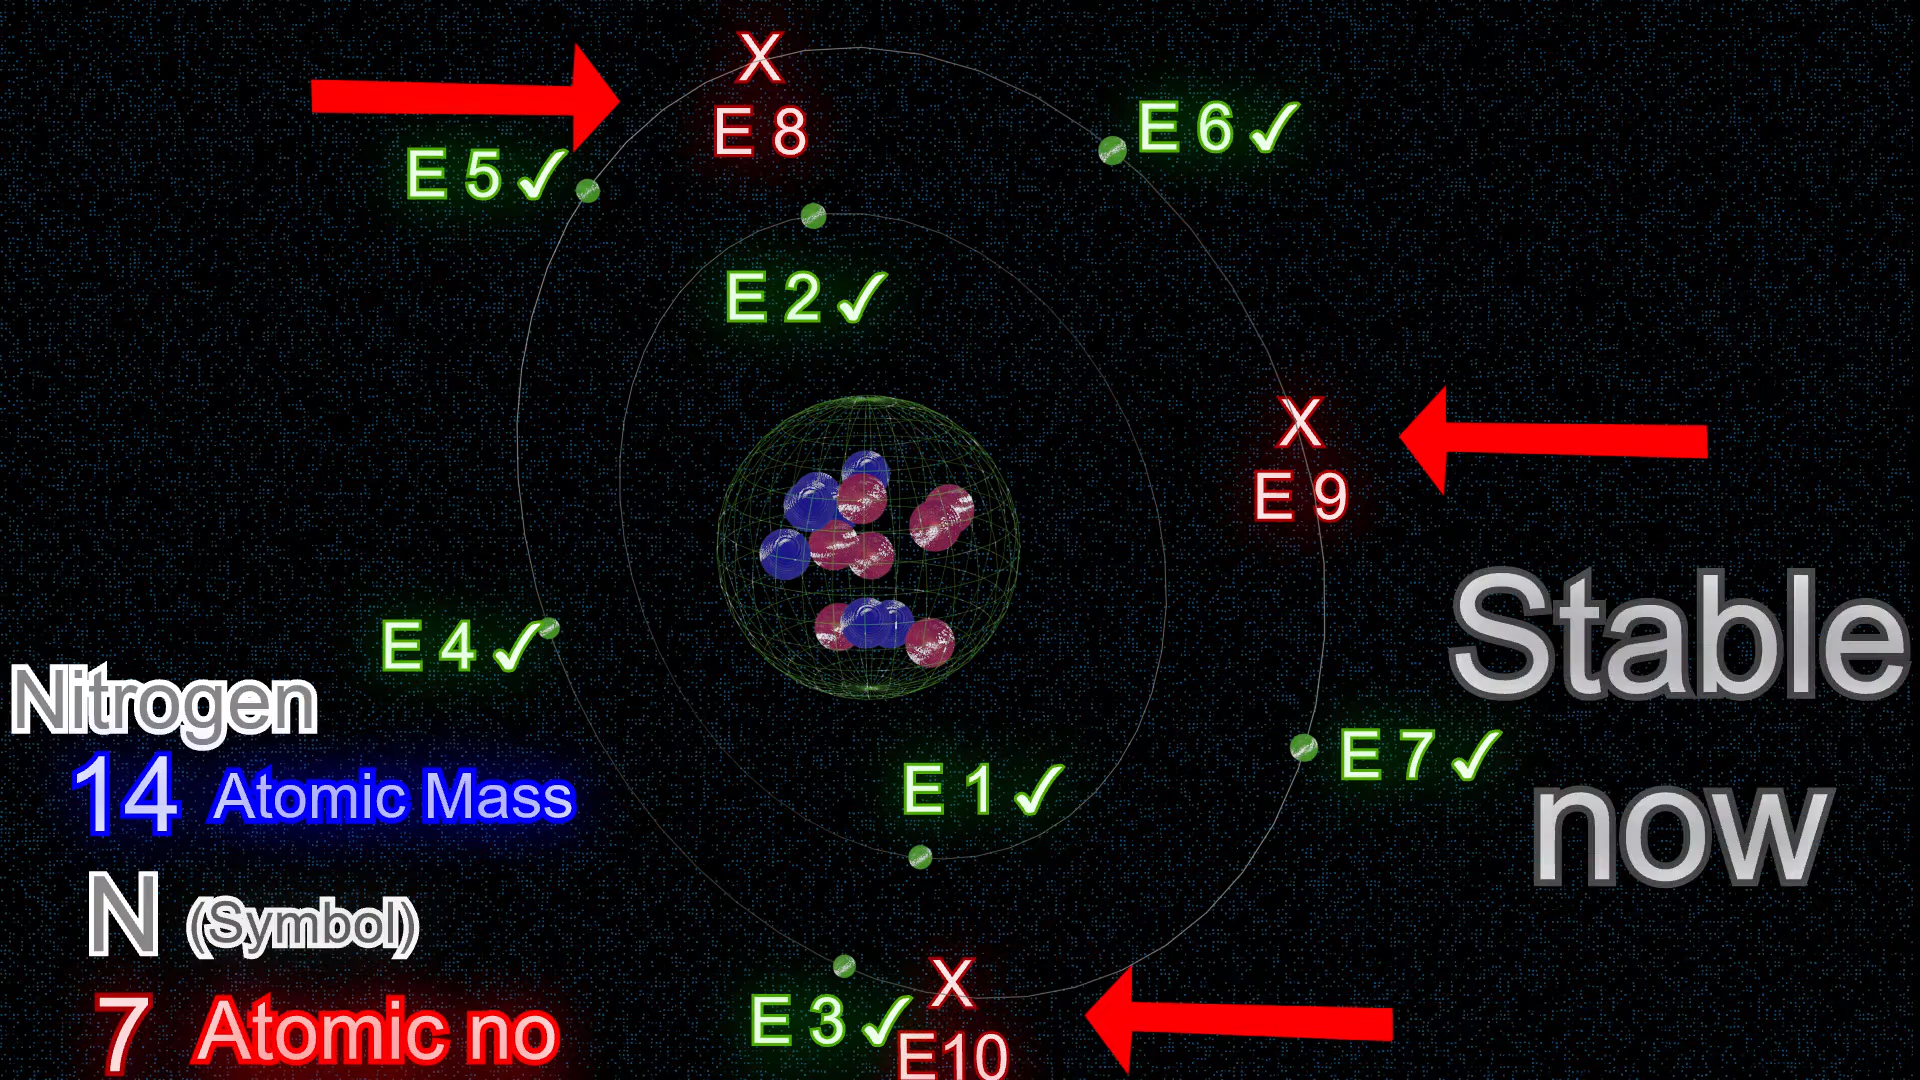 X
E 8
E 6 ✓
E 5 ✓
E 2 ✓
X
E 9
E 4 ✓
Stable
now
Nitrogen
14 Atomic Mass
E 7 ✓
E 1 ✓
N (Symbol)
X
E 3 ✓
E10
7 Atomic no